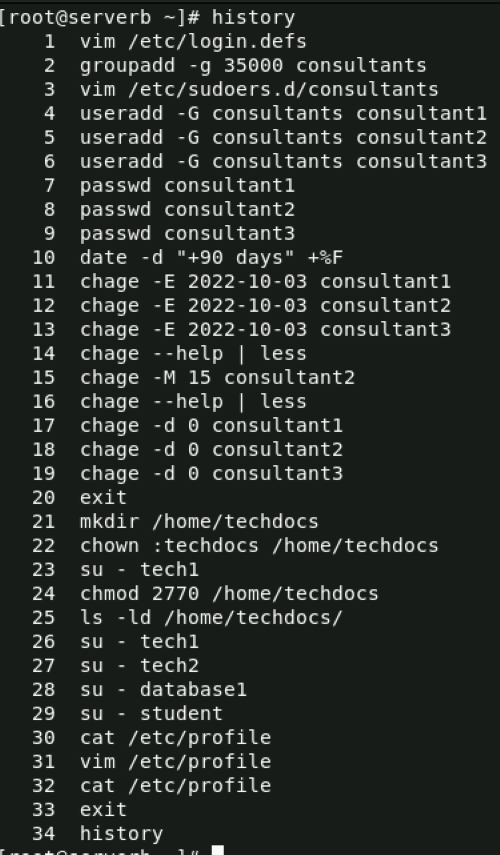 [root@serverb ~]# history
1 vim /etc/login.defs
2 groupadd -g 35000 consultants
3 vim /etc/sudoers.d/consultants
4 useradd -G consultants consultant1
5 useradd -G consultants consultant2
6 useradd -G consultants consultant3
7 passwd consultant1
8 passwd consultant2
9 passwd consultant3
10 date -d "+90 days" +%F
11 chage -E 2022-10-03 consultant1
12 chage -E 2022-10-03 consultant2
13 chage -E 2022-10-03 consultant3
14 chage --help | less
15 chage -M 15 consultant2
16 chage --help | less
17 chage -d 0 consultant1
18 chage -d 0 consultant2
19 chage -d 0 consultant3
20 exit
21 mkdir /home/techdocs
22 chown :techdocs /home/techdocs
23 su - tech1
24 chmod 2770 /home/techdocs
25 ls -ld /home/techdocs/
26 su - tech1
27 su - tech2
28 su - database1
29 su - student
30 cat /etc/profile
31 vim /etc/profile
32 cat /etc/profile
33 exit
34 history
[root@serverb ~]#